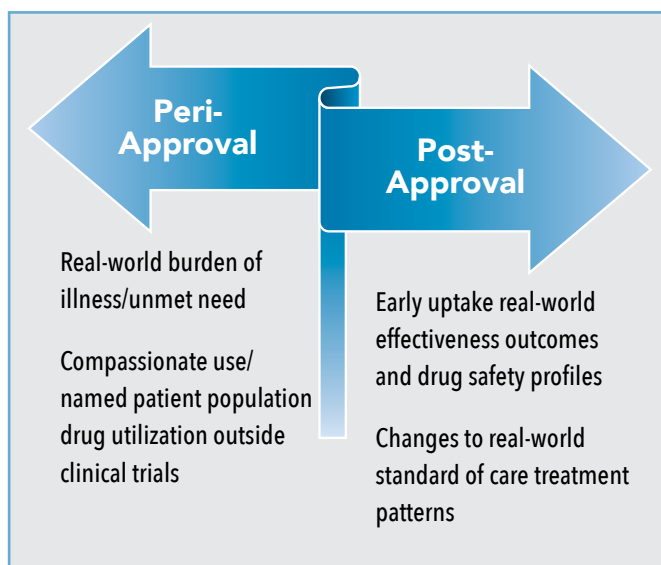 Peri-
Approval
Real-world burden of
illness/unmet need
Compassionate use/
named patient population
drug utilization outside
clinical trials
Post-
Approval
Early uptake real-world
effectiveness outcomes
and drug safety profiles
Changes to real-world
standard of care treatment
patterns